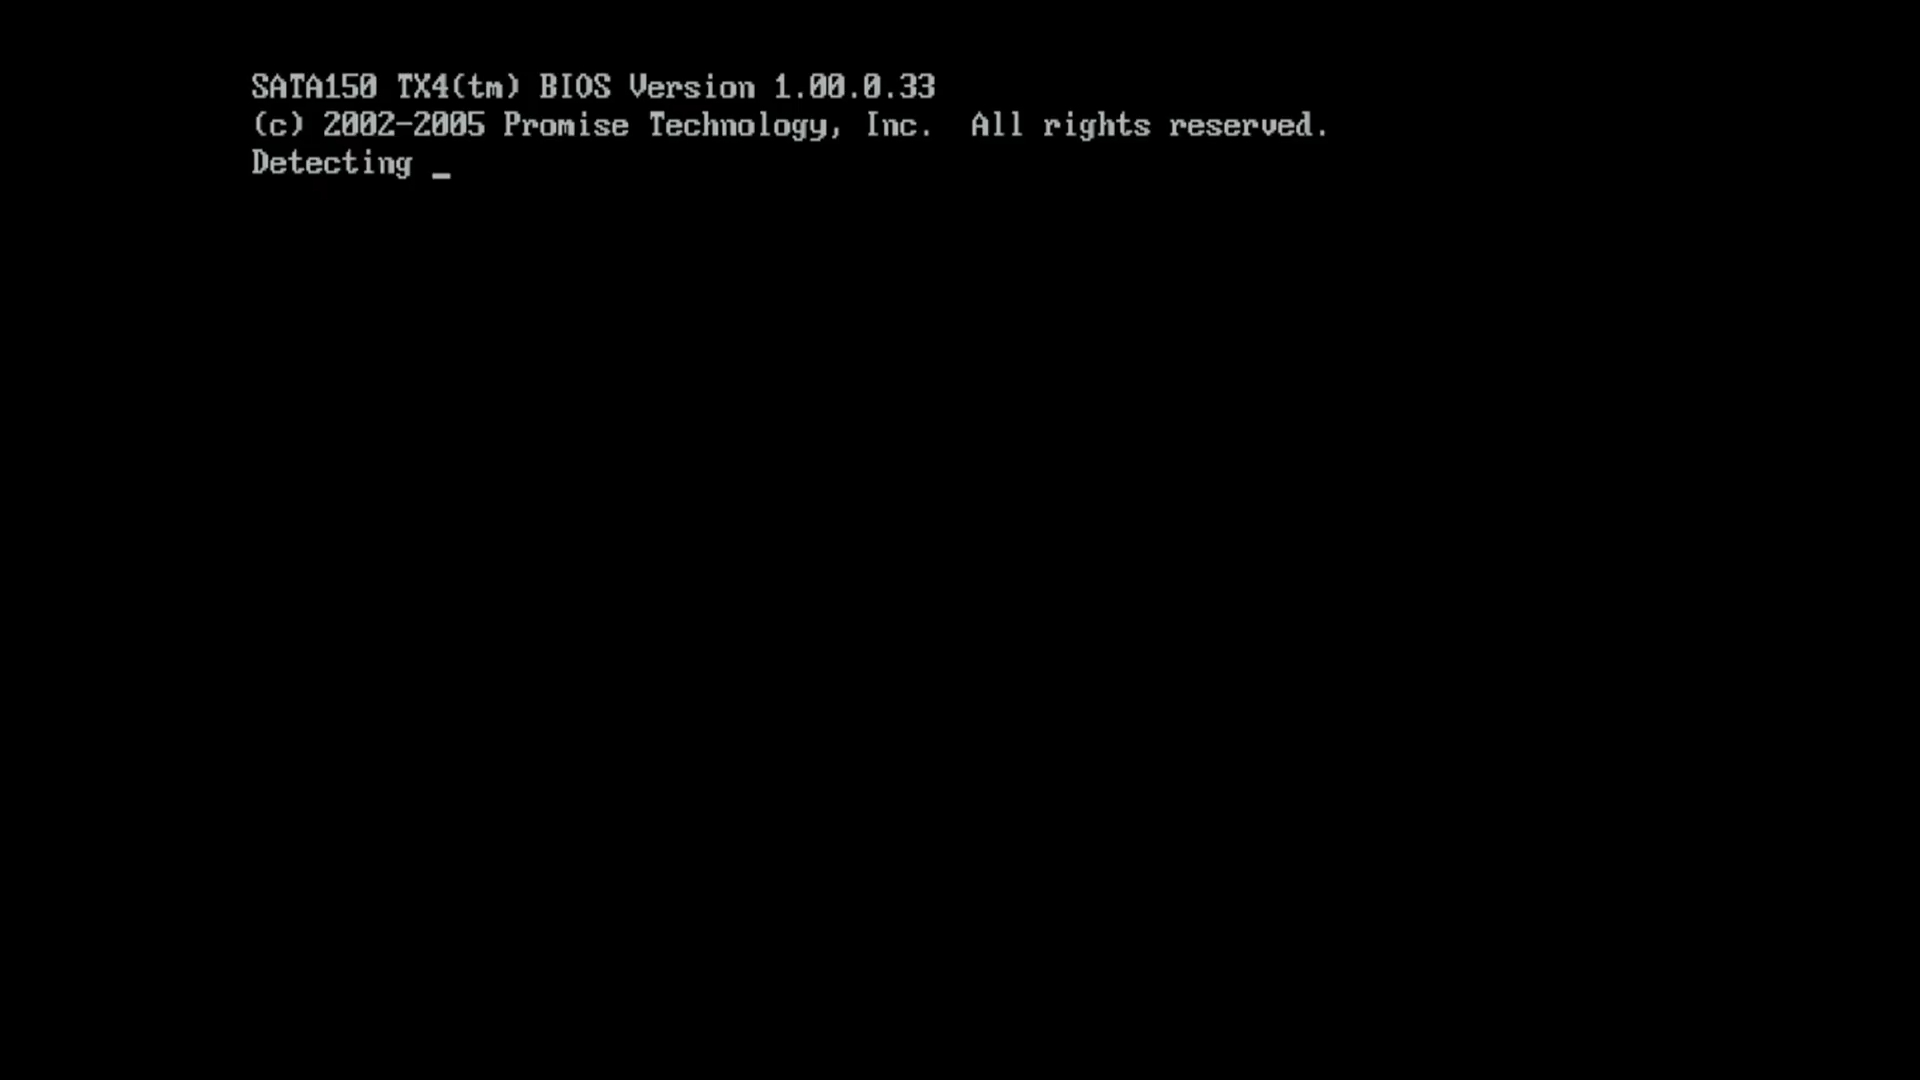 SATA150 TX4(tm) BIOS Version 1.00.0.33
(c) 2002-2005 Promise Technology, Inc.  All rights reserved.
Detecting _